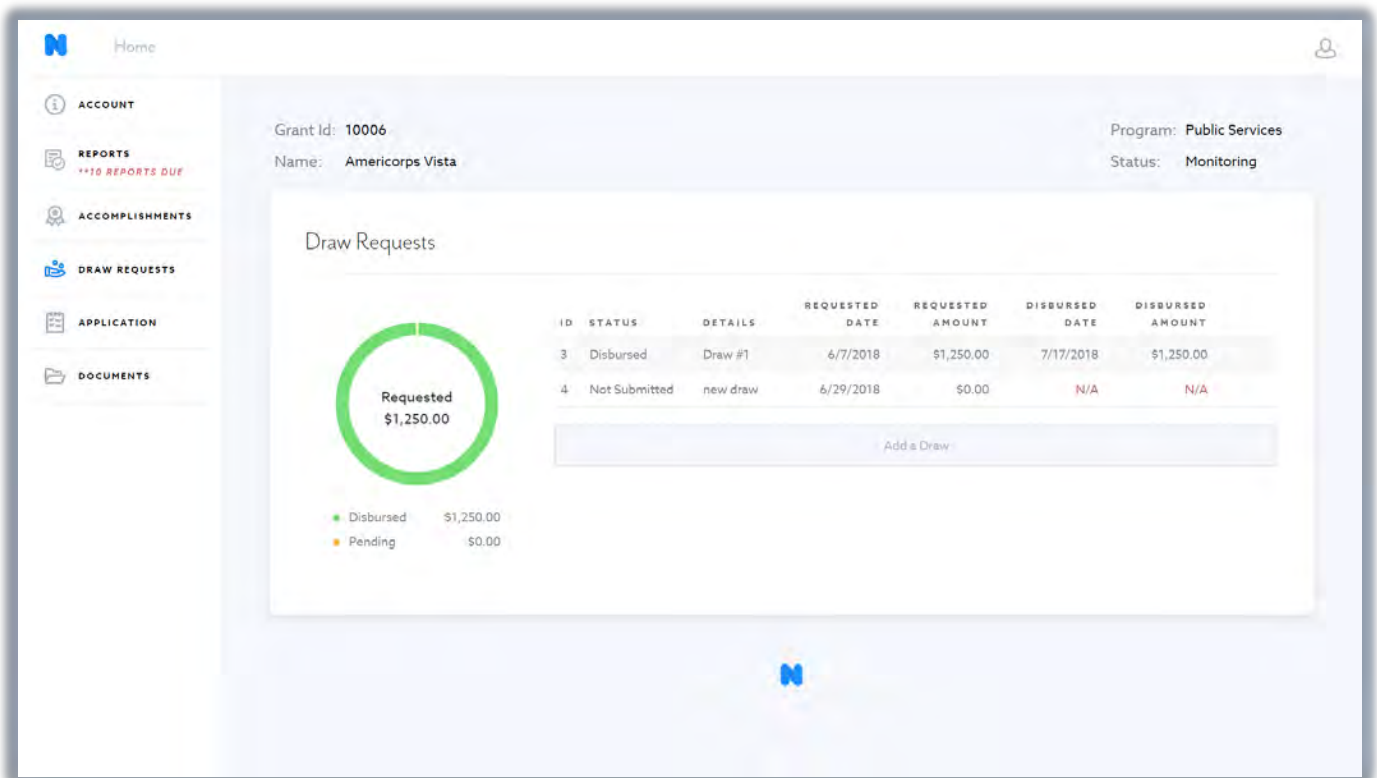 N Home
ACCOUNT
REPORTS
**10 REPORTS DUE
ACCOMPLISHMENTS
DRAW REQUESTS
APPLICATION
DOCUMENTS
Grant Id: 10006
Name: Americorps Vista
Program: Public Services
Status: Monitoring
Draw Requests
Requested
$1,250.00
Disbursed $1,250.00
Pending $0.00
ID STATUS DETAILS REQUESTED DATE REQUESTED AMOUNT DISBURSED DATE DISBURSED AMOUNT
3 Disbursed Draw #1 6/7/2018 $1,250.00 7/17/2018 $1,250.00
4 Not Submitted new draw 6/29/2018 $0.00 N/A N/A
Add a Draw
N